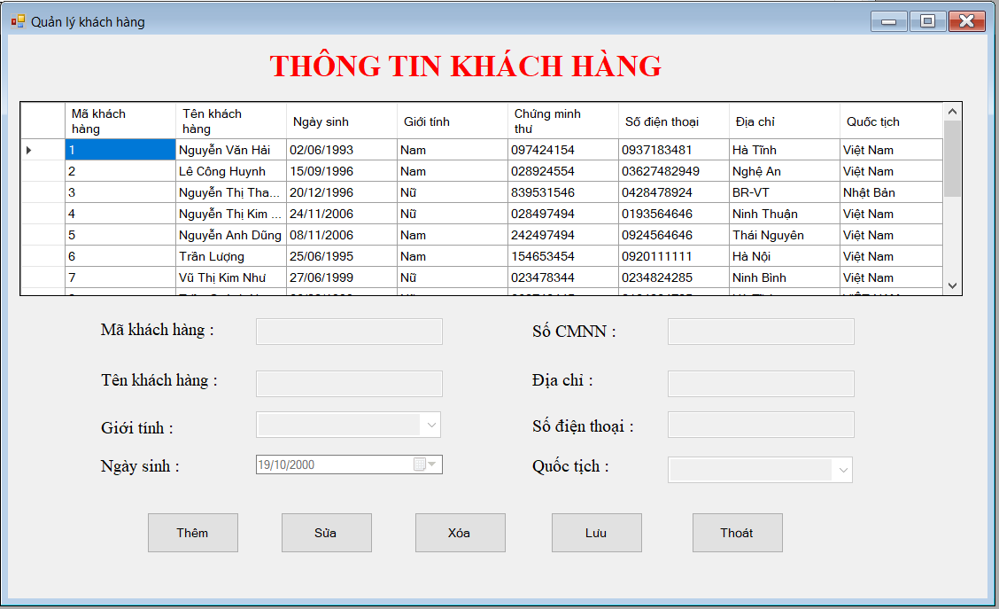 Quản lý khách hàng
THÔNG TIN KHÁCH HÀNG
Mã khách hàng Tên khách hàng Ngày sinh Giới tính Chứng minh thư Số điện thoại Địa chỉ Quốc tịch
1 Nguyễn Văn Hải 02/06/1993 Nam 097424154 0937183481 Hà Tĩnh Việt Nam
2 Lê Công Huynh 15/09/1996 Nam 028924554 03627482949 Nghệ An Việt Nam
3 Nguyễn Thị Tha... 20/12/1996 Nữ 839531546 0428478924 BR-VT Nhật Bản
4 Nguyễn Thị Kim ... 24/11/2006 Nữ 028497494 0193564646 Ninh Thuận Việt Nam
5 Nguyễn Anh Dũng 08/11/2006 Nam 242497494 0924564646 Thái Nguyên Việt Nam
6 Trần Lượng 25/06/1995 Nam 154653454 0920111111 Hà Nội Việt Nam
7 Vũ Thị Kim Như 27/06/1999 Nữ 023478344 0234824285 Ninh Bình Việt Nam
Mã khách hàng : Số CMNN :
Tên khách hàng : Địa chỉ :
Giới tính : Số điện thoại :
Ngày sinh : 19/10/2000 Quốc tịch :
Thêm Sửa Xóa Lưu Thoát